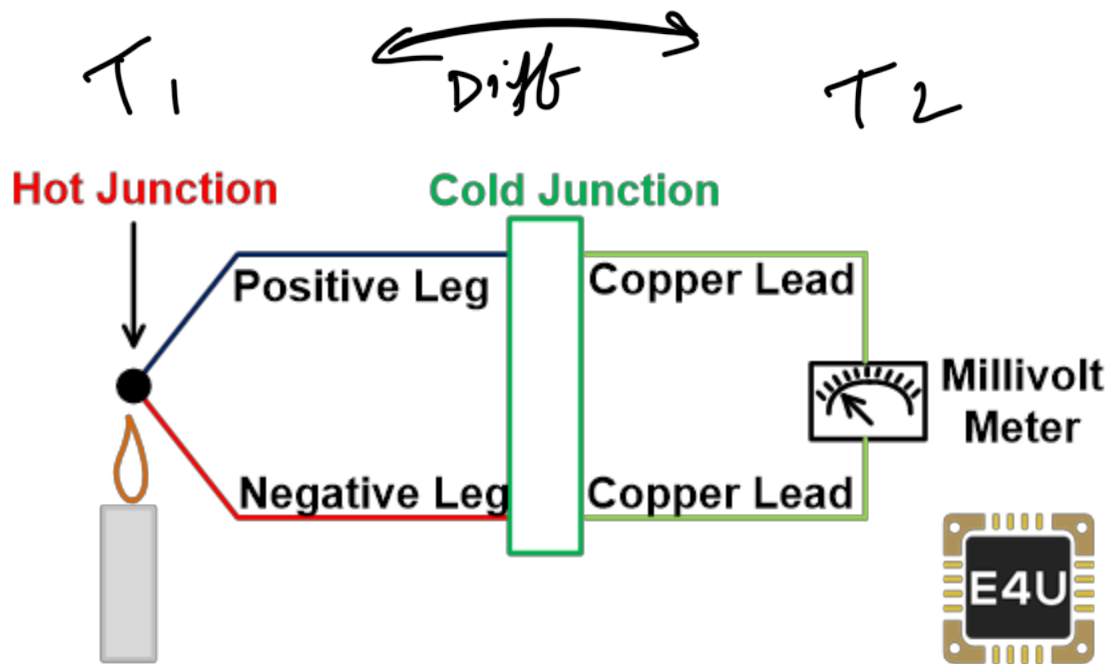 T1
Diff
T2
Hot Junction
Cold Junction
Positive Leg
Copper Lead
Millivolt
Meter
Negative Leg
Copper Lead
E4U